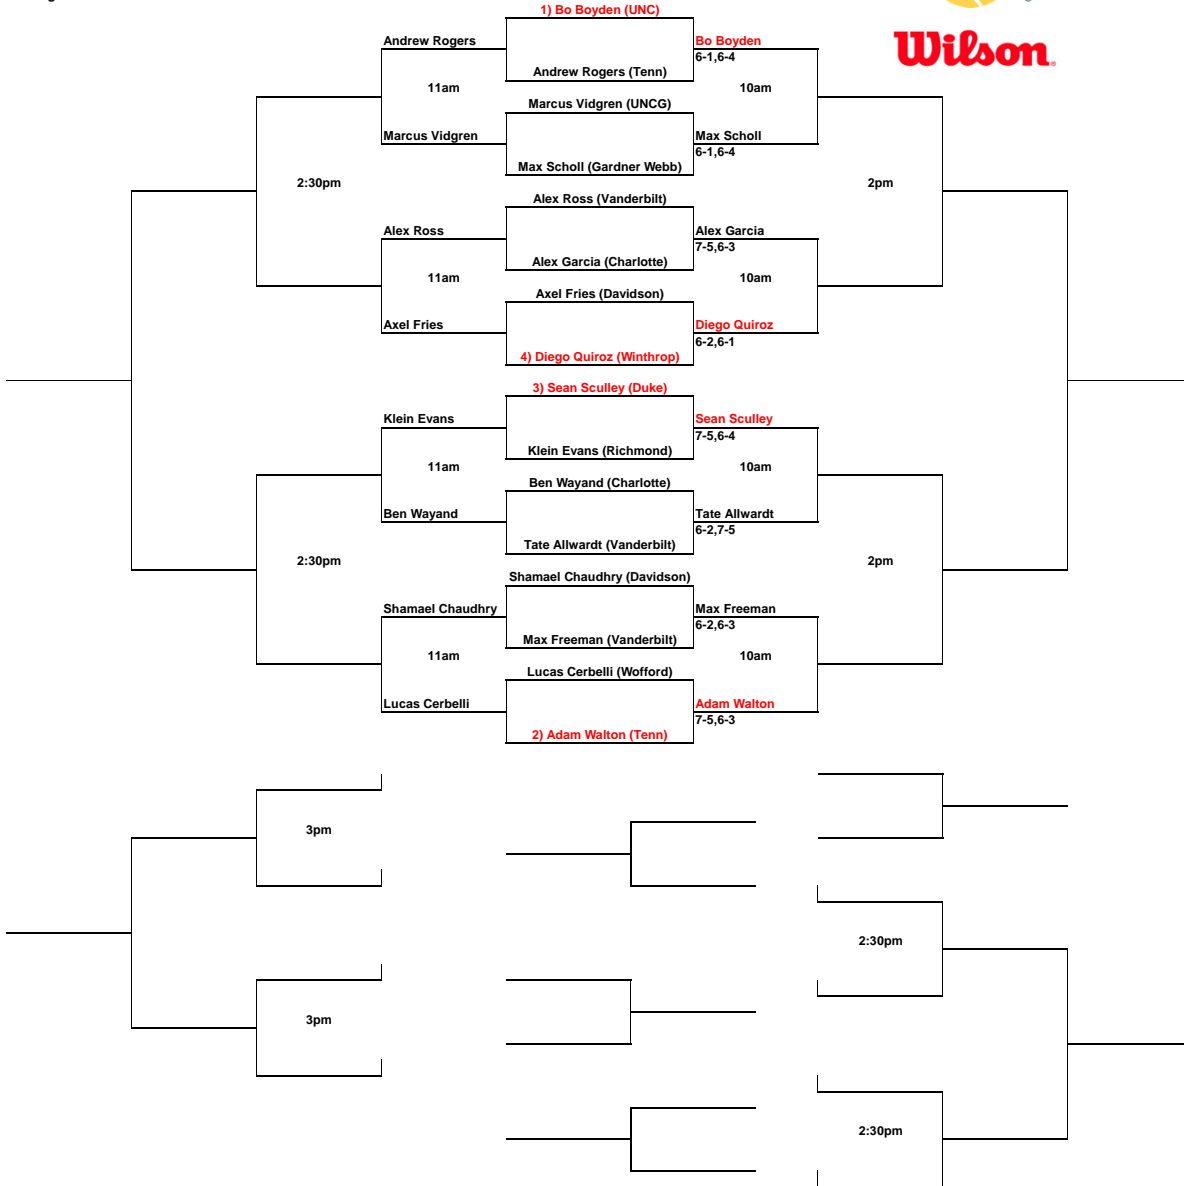 1) Bo Boyden (UNC)
Andrew Rogers
Bo Boyden
Wilson
6-1,6-4
Andrew Rogers (Tenn)
11am
10am
Marcus Vidgren (UNCG)
Marcus Vidgren
Max Scholl
6-1,6-4
Max Scholl (Gardner Webb)
2:30pm
2pm
Alex Ross (Vanderbilt)
Alex Ross
Alex Garcia
7-5,6-3
Alex Garcia (Charlotte)
11am
10am
Axel Fries (Davidson)
Axel Fries
Diego Quiroz
6-2,6-1
4) Diego Quiroz (Winthrop)
3) Sean Sculley (Duke)
Klein Evans
Sean Sculley
7-5,6-4
Klein Evans (Richmond)
11am
10am
Ben Wayand (Charlotte)
Ben Wayand
Tate Allwardt
6-2,7-5
Tate Allwardt (Vanderbilt)
2:30pm
2pm
Shamael Chaudhry (Davidson)
Shamael Chaudhry
Max Freeman
6-2,6-3
Max Freeman (Vanderbilt)
11am
10am
Lucas Cerbelli (Wofford)
Lucas Cerbelli
Adam Walton
7-5,6-3
2) Adam Walton (Tenn)
3pm
2:30pm
3pm
2:30pm